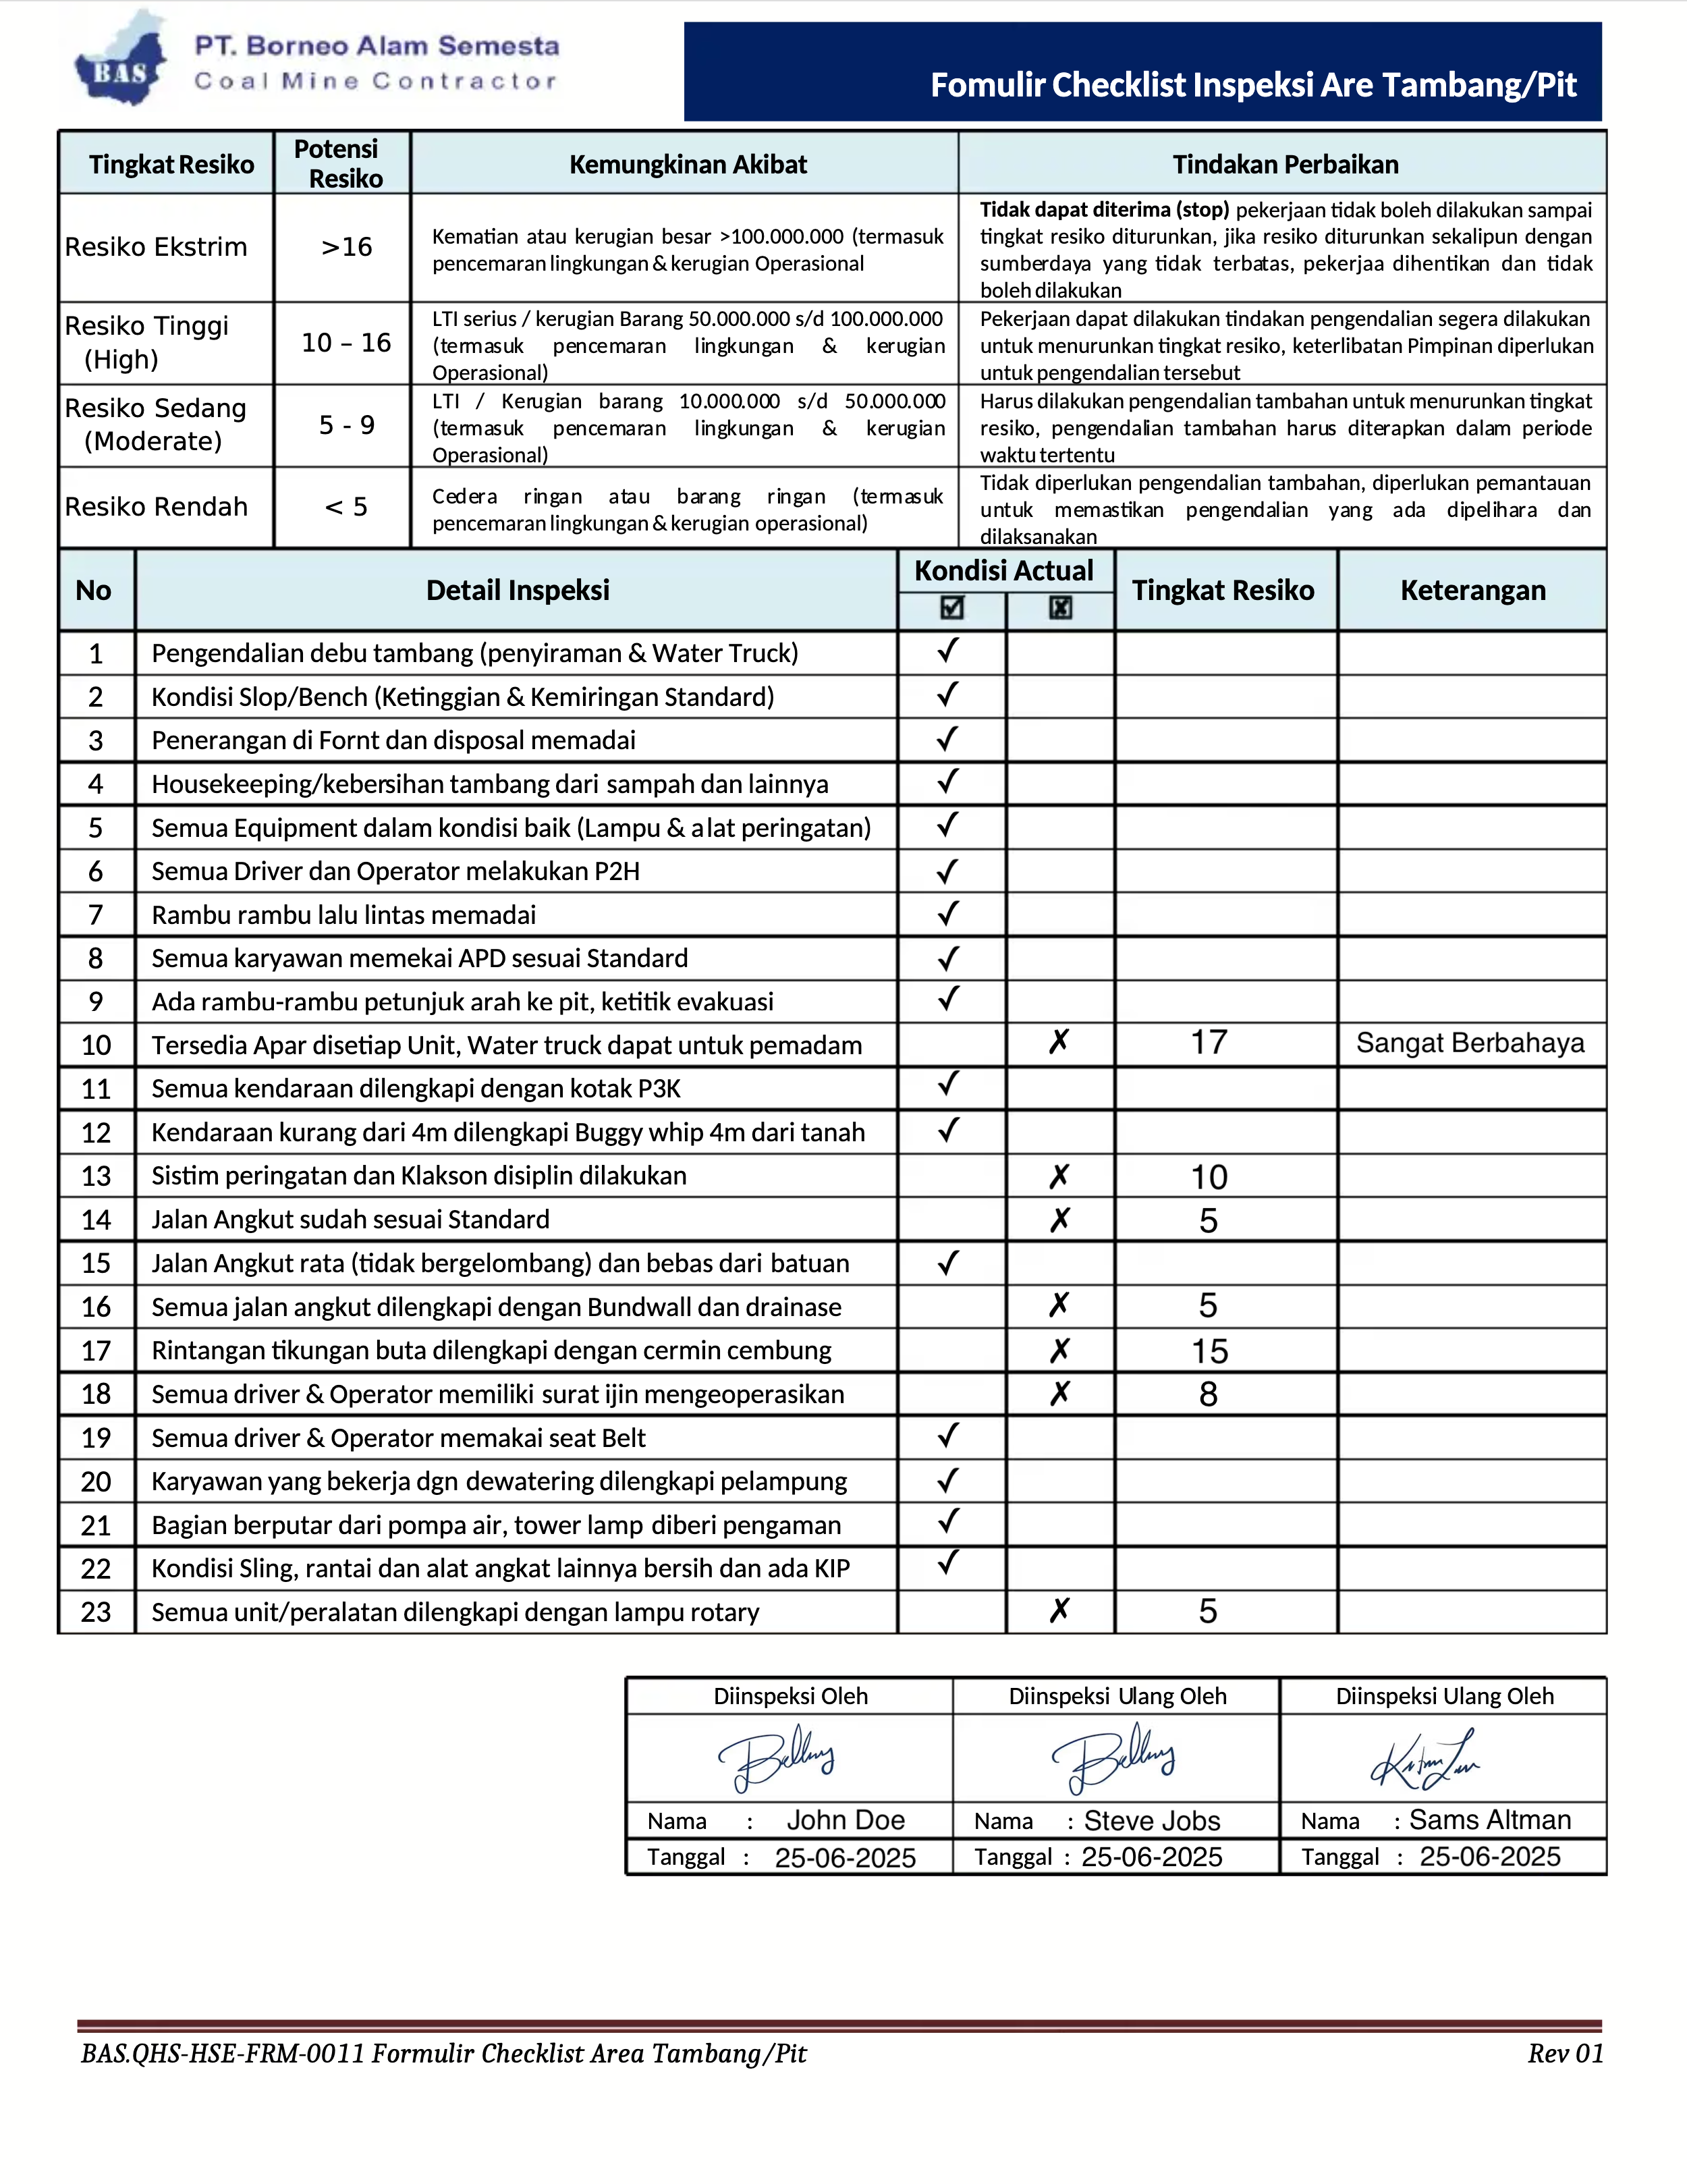 BAS
PT. Borneo Alam Semesta
Coal Mine Contractor
Fomulir Checklist Inspeksi Are Tambang/Pit
Tingkat Resiko
Potensi
Resiko
Kemungkinan Akibat
Tindakan Perbaikan
Resiko Ekstrim
>16
Kematian atau kerugian besar >100.000.000 (termasuk
pencemaran lingkungan & kerugian Operasional
Tidak dapat diterima (stop) pekerjaan tidak boleh dilakukan sampai
tingkat resiko diturunkan, jika resiko diturunkan sekalipun dengan
sumberdaya yang tidak terbatas, pekerjaa dihentikan dan tidak
boleh dilakukan
Resiko Tinggi
(High)
10 – 16
LTI serius / kerugian Barang 50.000.000 s/d 100.000.000
(termasuk pencemaran lingkungan & kerugian
Operasional)
Pekerjaan dapat dilakukan tindakan pengendalian segera dilakukan
untuk menurunkan tingkat resiko, keterlibatan Pimpinan diperlukan
untuk pengendalian tersebut
Resiko Sedang
(Moderate)
5 - 9
LTI / Kerugian barang 10.000.000 s/d 50.000.000
(termasuk pencemaran lingkungan & kerugian
Operasional)
Harus dilakukan pengendalian tambahan untuk menurunkan tingkat
resiko, pengendalian tambahan harus diterapkan dalam periode
waktu tertentu
Resiko Rendah
< 5
Cedera ringan atau barang ringan (termasuk
pencemaran lingkungan & kerugian operasional)
Tidak diperlukan pengendalian tambahan, diperlukan pemantauan
untuk memastikan pengendalian yang ada dipelihara dan
dilaksanakan
No Detail Inspeksi Kondisi Actual Tingkat Resiko Keterangan
☑ ☒
1 Pengendalian debu tambang (penyiraman & Water Truck) ✓
2 Kondisi Slop/Bench (Ketinggian & Kemiringan Standard) ✓
3 Penerangan di Fornt dan disposal memadai ✓
4 Housekeeping/kebersihan tambang dari sampah dan lainnya ✓
5 Semua Equipment dalam kondisi baik (Lampu & alat peringatan) ✓
6 Semua Driver dan Operator melakukan P2H ✓
7 Rambu rambu lalu lintas memadai ✓
8 Semua karyawan memekai APD sesuai Standard ✓
9 Ada rambu-rambu petunjuk arah ke pit, ketitik evakuasi ✓
10 Tersedia Apar disetiap Unit, Water truck dapat untuk pemadam ✗ 17 Sangat Berbahaya
11 Semua kendaraan dilengkapi dengan kotak P3K ✓
12 Kendaraan kurang dari 4m dilengkapi Buggy whip 4m dari tanah ✓
13 Sistim peringatan dan Klakson disiplin dilakukan ✗ 10
14 Jalan Angkut sudah sesuai Standard ✗ 5
15 Jalan Angkut rata (tidak bergelombang) dan bebas dari batuan ✓
16 Semua jalan angkut dilengkapi dengan Bundwall dan drainase ✗ 5
17 Rintangan tikungan buta dilengkapi dengan cermin cembung ✗ 15
18 Semua driver & Operator memiliki surat ijin mengeoperasikan ✗ 8
19 Semua driver & Operator memakai seat Belt ✓
20 Karyawan yang bekerja dgn dewatering dilengkapi pelampung ✓
21 Bagian berputar dari pompa air, tower lamp diberi pengaman ✓
22 Kondisi Sling, rantai dan alat angkat lainnya bersih dan ada KIP ✓
23 Semua unit/peralatan dilengkapi dengan lampu rotary ✗ 5
Diinspeksi Oleh Diinspeksi Ulang Oleh Diinspeksi Ulang Oleh
Nama : John Doe Nama : Steve Jobs Nama : Sams Altman
Tanggal : 25-06-2025 Tanggal : 25-06-2025 Tanggal : 25-06-2025
BAS.QHS-HSE-FRM-0011 Formulir Checklist Area Tambang/Pit Rev 01